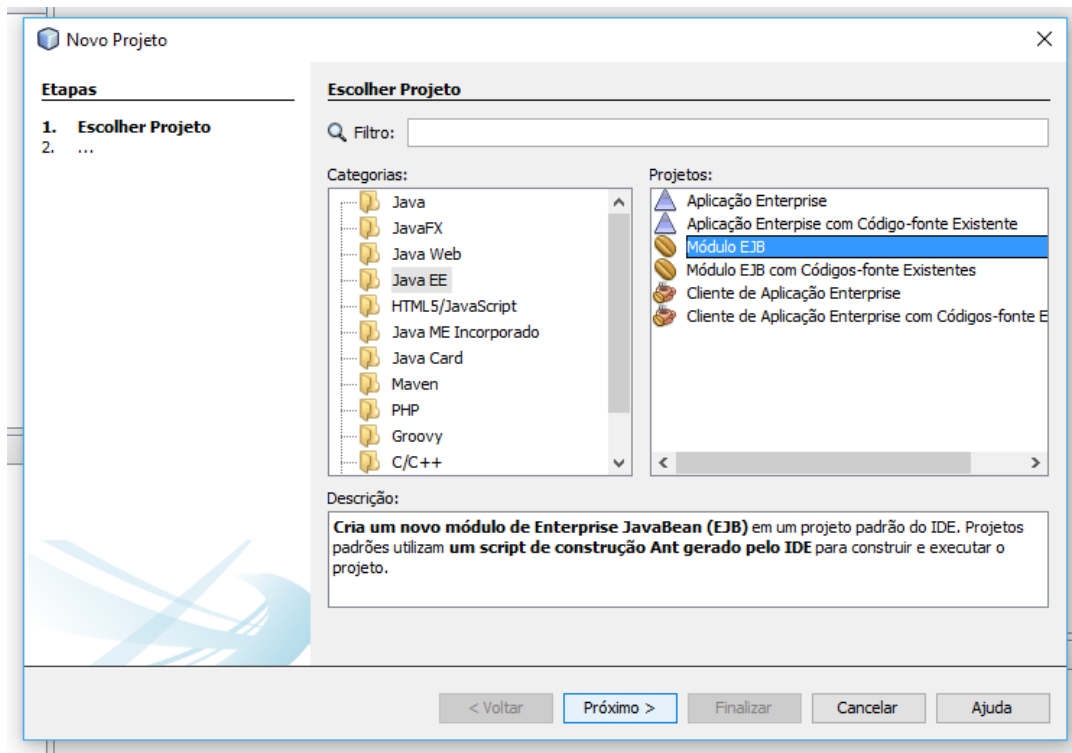 Novo Projeto
Etapas
1. Escolher Projeto
2. ...
Escolher Projeto
Filtro:
Categorias:
Java
JavaFX
Java Web
Java EE
HTML5/JavaScript
Java ME Incorporado
Java Card
Maven
PHP
Groovy
C/C++
Projetos:
Aplicação Enterprise
Aplicação Enterpise com Código-fonte Existente
Módulo EJB
Módulo EJB com Códigos-fonte Existentes
Cliente de Aplicação Enterprise
Cliente de Aplicação Enterprise com Códigos-fonte E
Descrição:
Cria um novo módulo de Enterprise JavaBean (EJB) em um projeto padrão do IDE. Projetos
padrões utilizam um script de construção Ant gerado pelo IDE para construir e executar o
projeto.
< Voltar
Próximo >
Finalizar
Cancelar
Ajuda